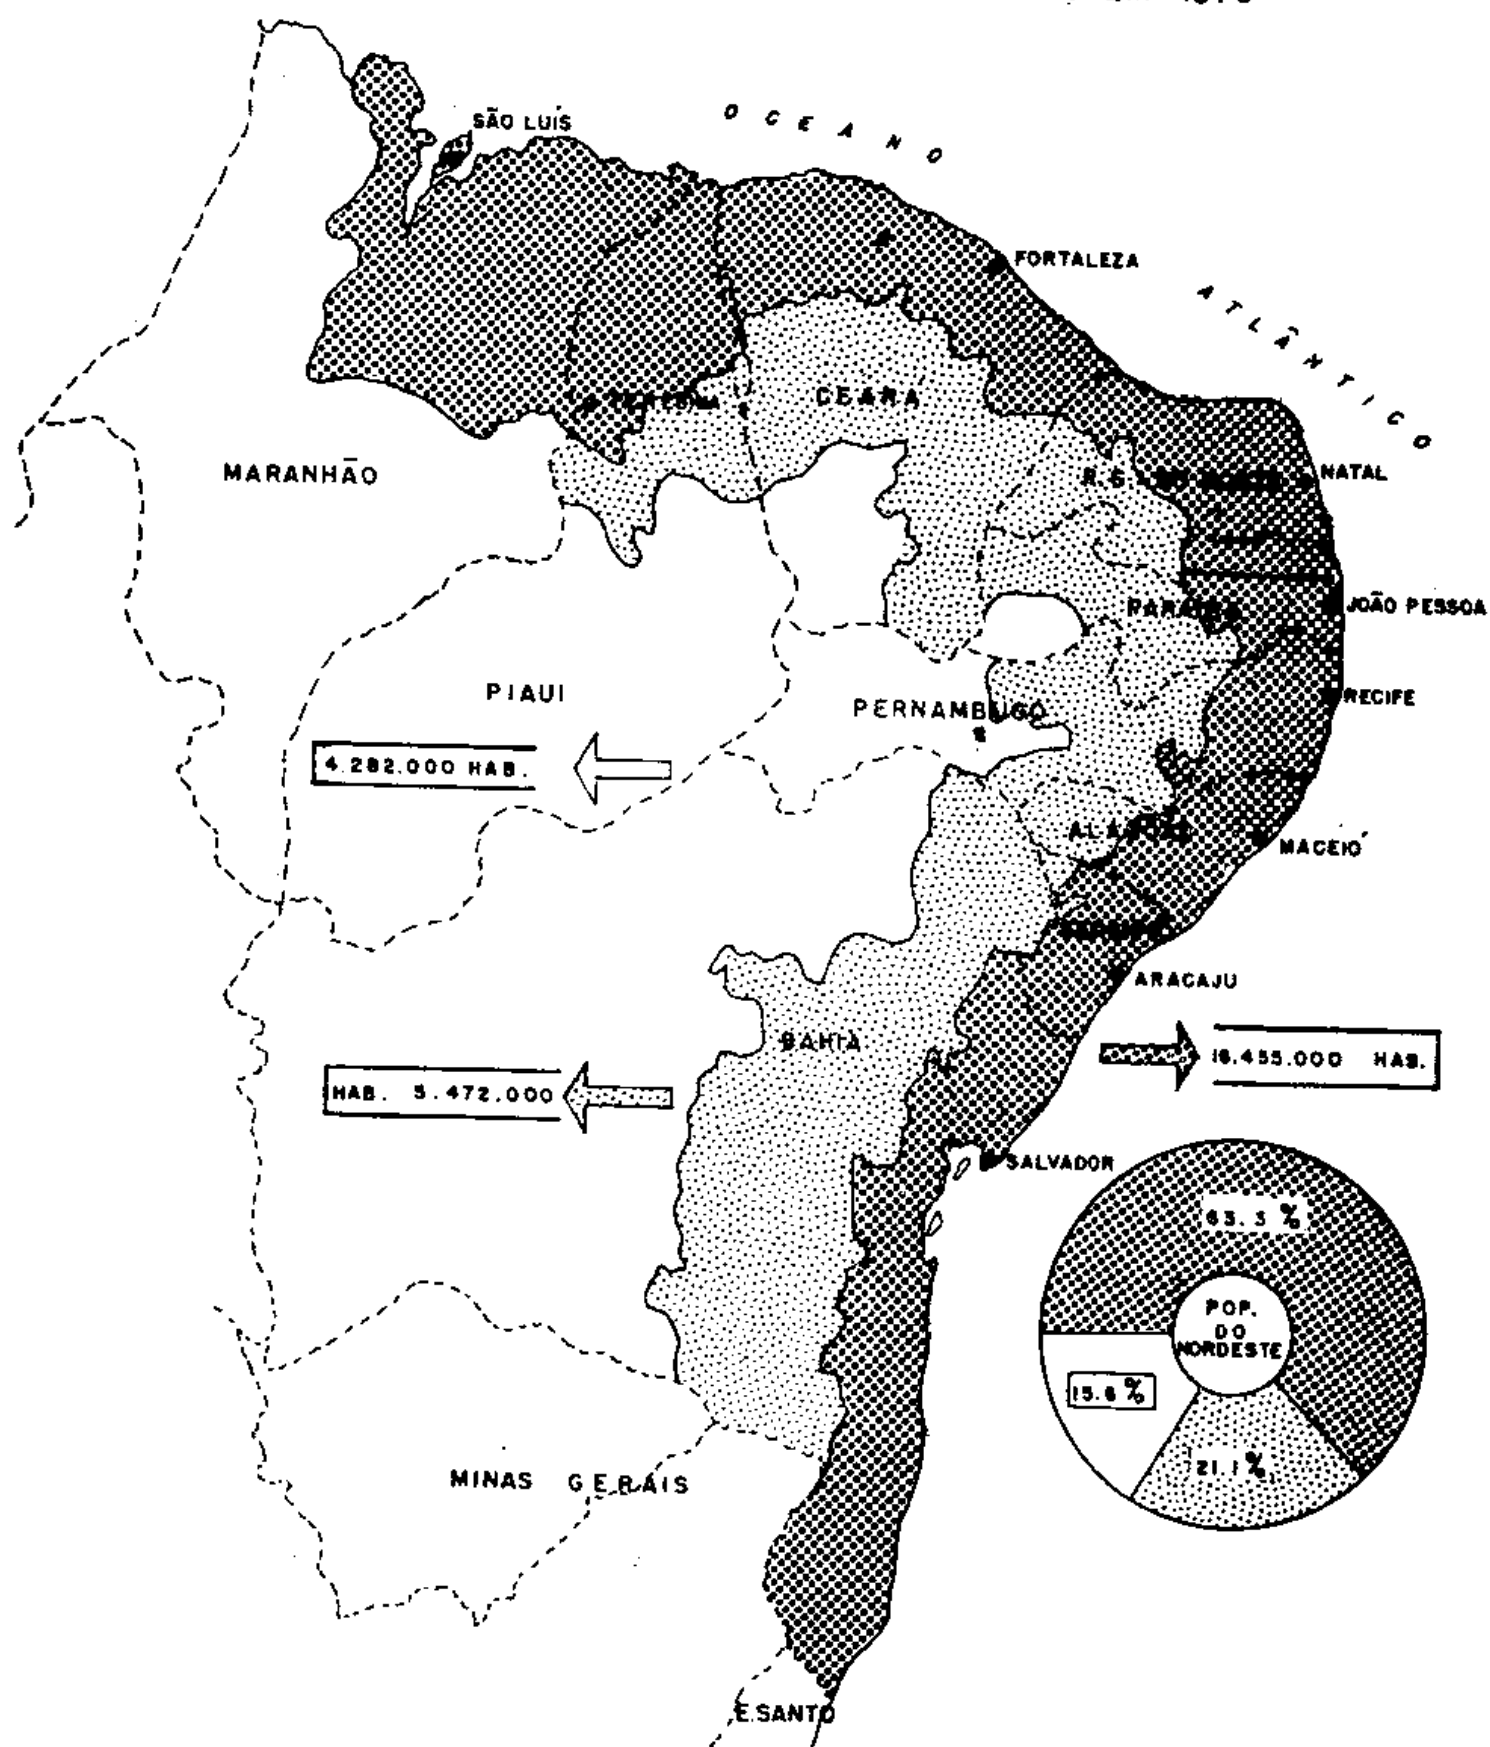 OCEANO
SÃO LUÍS
FORTALEZA
ATLÂNTICO
CEARÁ
MARANHÃO
NATAL
PARAÍBA
JOÃO PESSOA
PIAUI
PERNAMBUCO
RECIFE
4.282.000 HAB.
ALAGOAS
MACEIÓ
ARACAJU
BAHIA
HAB. 5.472.000
16.455.000 HAB.
SALVADOR
63.3 %
POP.
DO
NORDESTE
15.6 %
21.1 %
MINAS GERAIS
E.SANTO